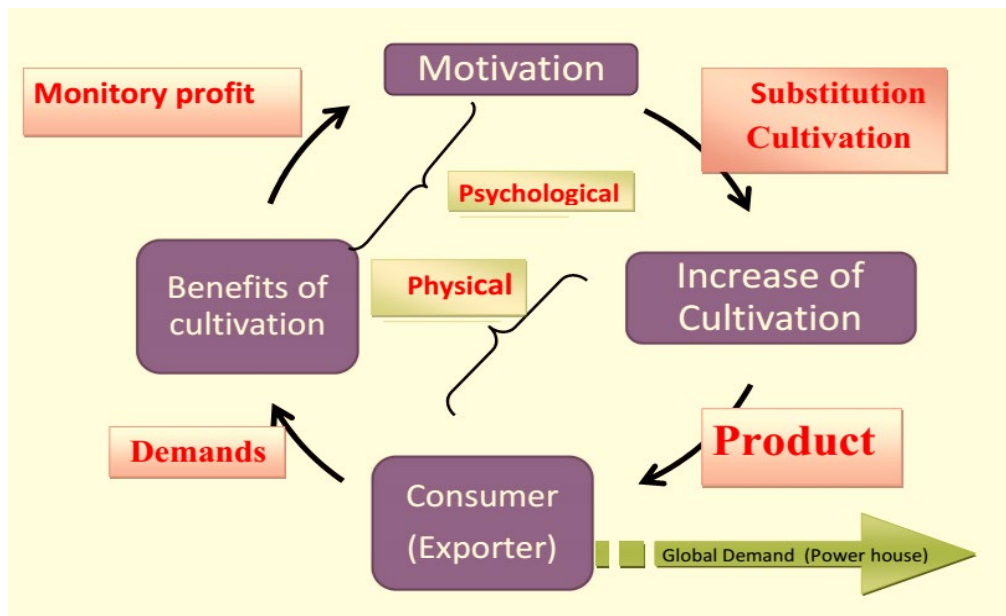 Motivation
Monitory profit
Substitution
Cultivation
Psychological
Benefits of
cultivation
Physical
Increase of
Cultivation
Demands
Product
Consumer
(Exporter)
Global Demand (Power house)